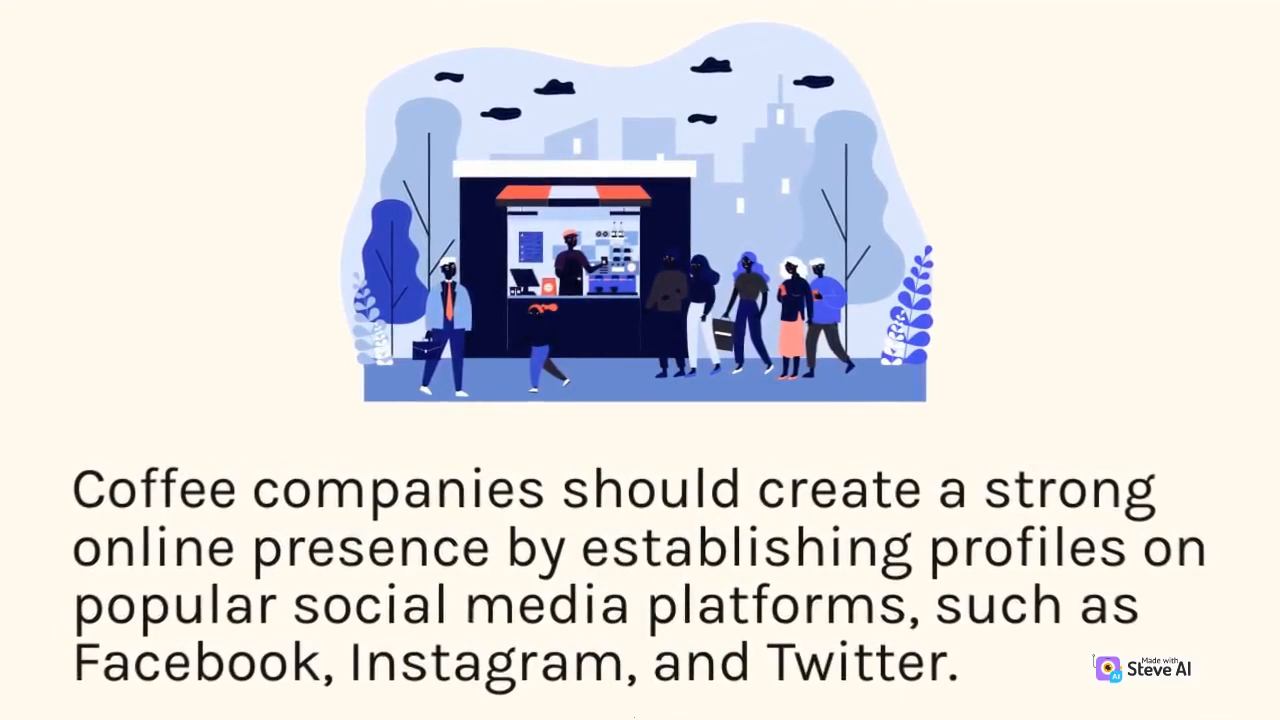 Coffee companies should create a strong
online presence by establishing profiles on
popular social media platforms, such as
Facebook, Instagram, and Twitter.
Made with
Steve AI